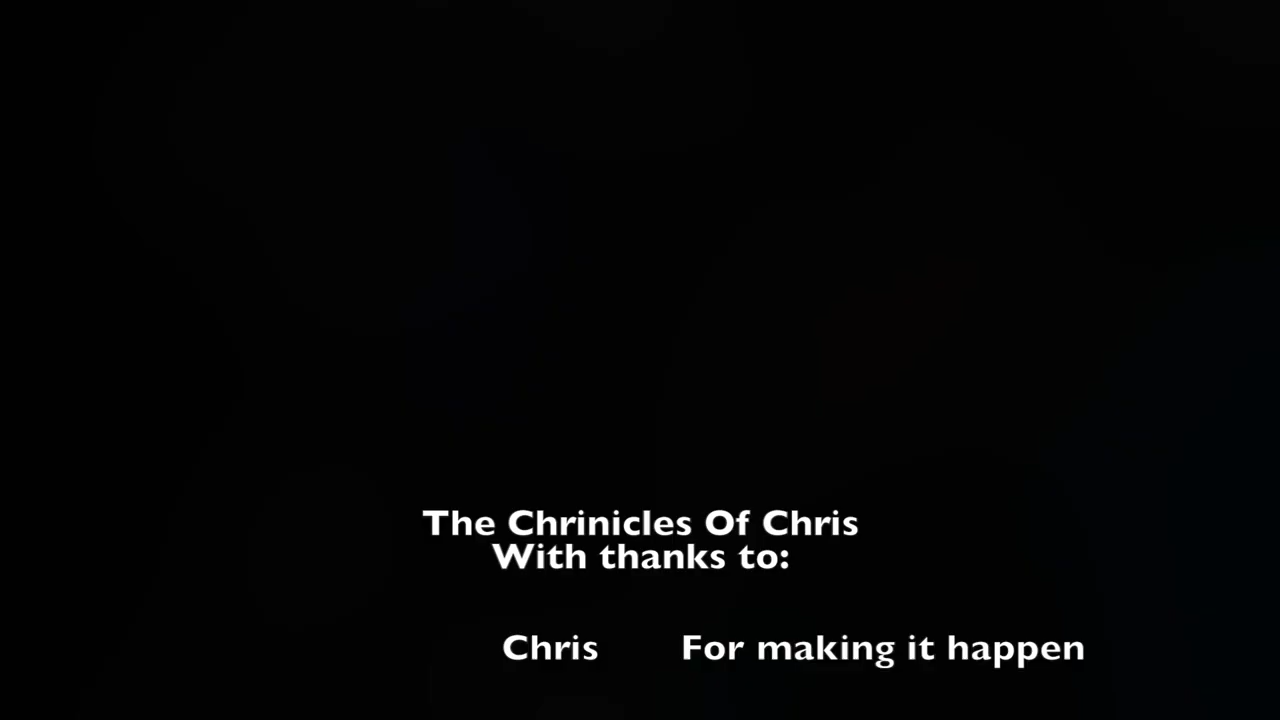 The Chrinicles Of Chris
With thanks to:
Chris For making it happen